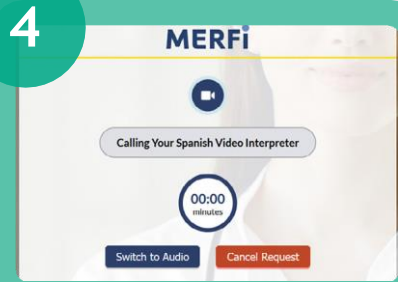 4
MERFi
Calling Your Spanish Video Interpreter
00:00
minutes
Switch to Audio Cancel Request